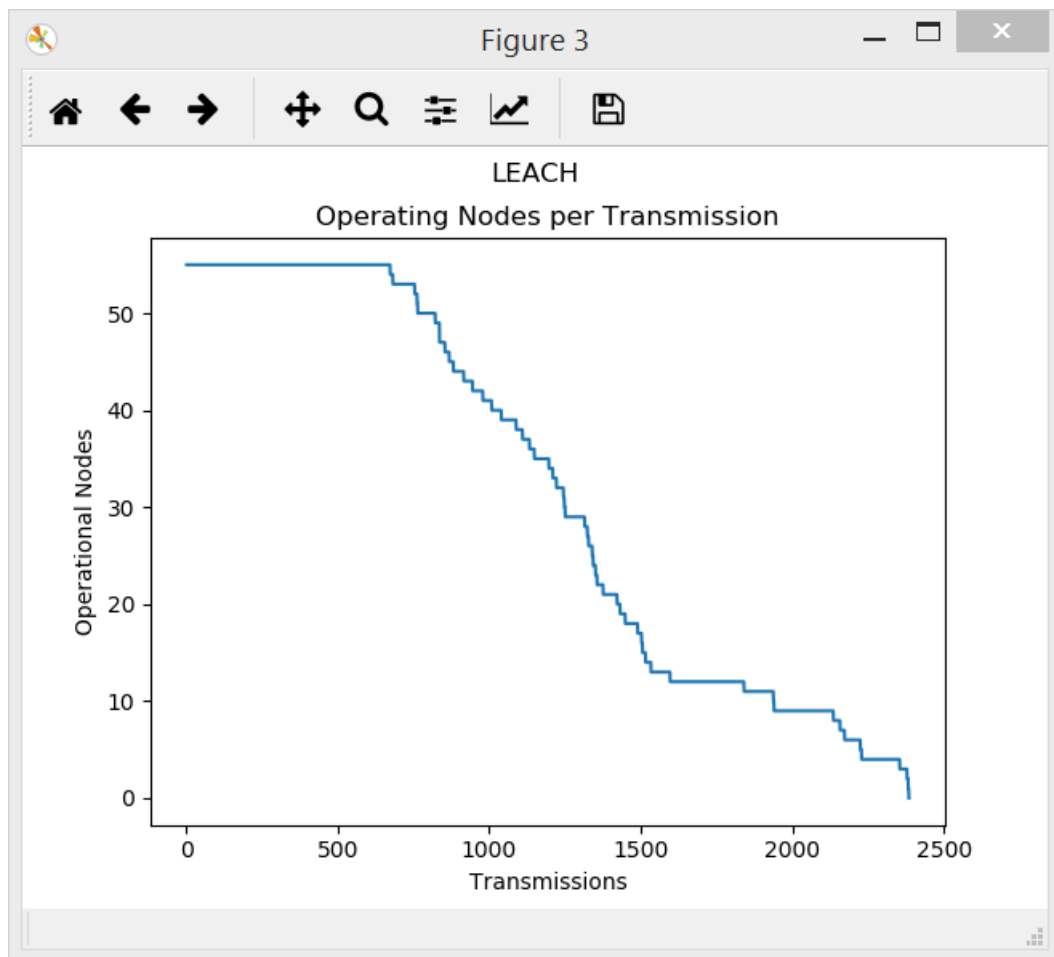 Figure 3
LEACH
Operating Nodes per Transmission
Operational Nodes
50
40
30
20
10
0
0 500 1000 1500 2000 2500
Transmissions